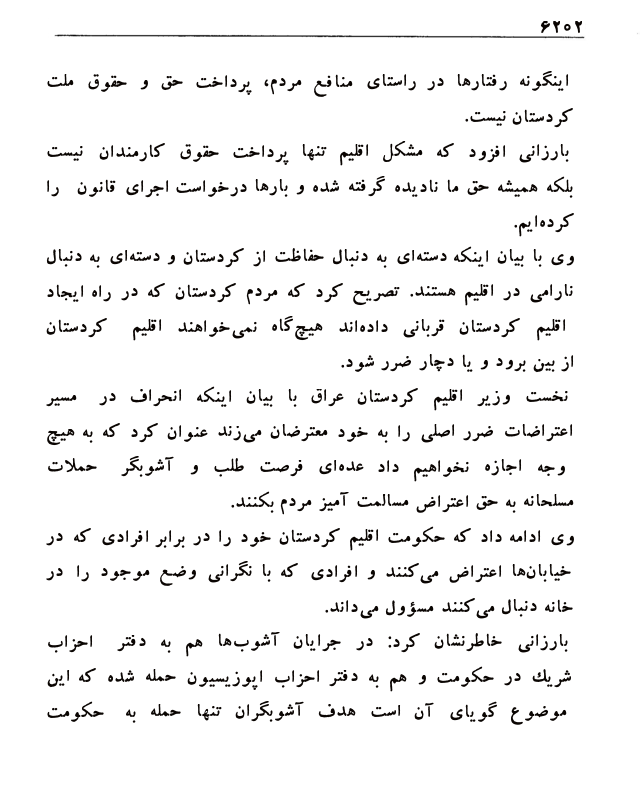 ۶۲۰۲
اینگونه رفتارها در راستای منافع مردم، پرداخت حق و حقوق ملت
کردستان نیست.
بارزانی افزود که مشکل اقلیم تنها پرداخت حقوق کارمندان نیست
بلکه همیشه حق ما نادیده گرفته شده و بارها درخواست اجرای قانون را
کرده‌ایم.
وی با بیان اینکه دسته‌ای به دنبال حفاظت از کردستان و دسته‌ای به دنبال
نارامی در اقلیم هستند. تصریح کرد که مردم کردستان که در راه ایجاد
اقلیم کردستان قربانی داده‌اند هیچ‌گاه نمی‌خواهند اقلیم کردستان
از بین برود و یا دچار ضرر شود.
نخست وزیر اقلیم کردستان عراق با بیان اینکه انحراف در مسیر
اعتراضات ضرر اصلی را به خود معترضان می‌زند عنوان کرد که به هیچ
وجه اجازه نخواهیم داد عده‌ای فرصت طلب و آشوبگر حملات
مسلحانه به حق اعتراض مسالمت آمیز مردم بکنند.
وی ادامه داد که حکومت اقلیم کردستان خود را در برابر افرادی که در
خیابان‌ها اعتراض می‌کنند و افرادی که با نگرانی وضع موجود را در
خانه دنبال می‌کنند مسؤول می‌داند.
بارزانی خاطرنشان کرد: در جرایان آشوب‌ها هم به دفتر احزاب
شریك در حکومت و هم به دفتر احزاب اپوزیسیون حمله شده که این
موضوع گویای آن است هدف آشوبگران تنها حمله به حکومت